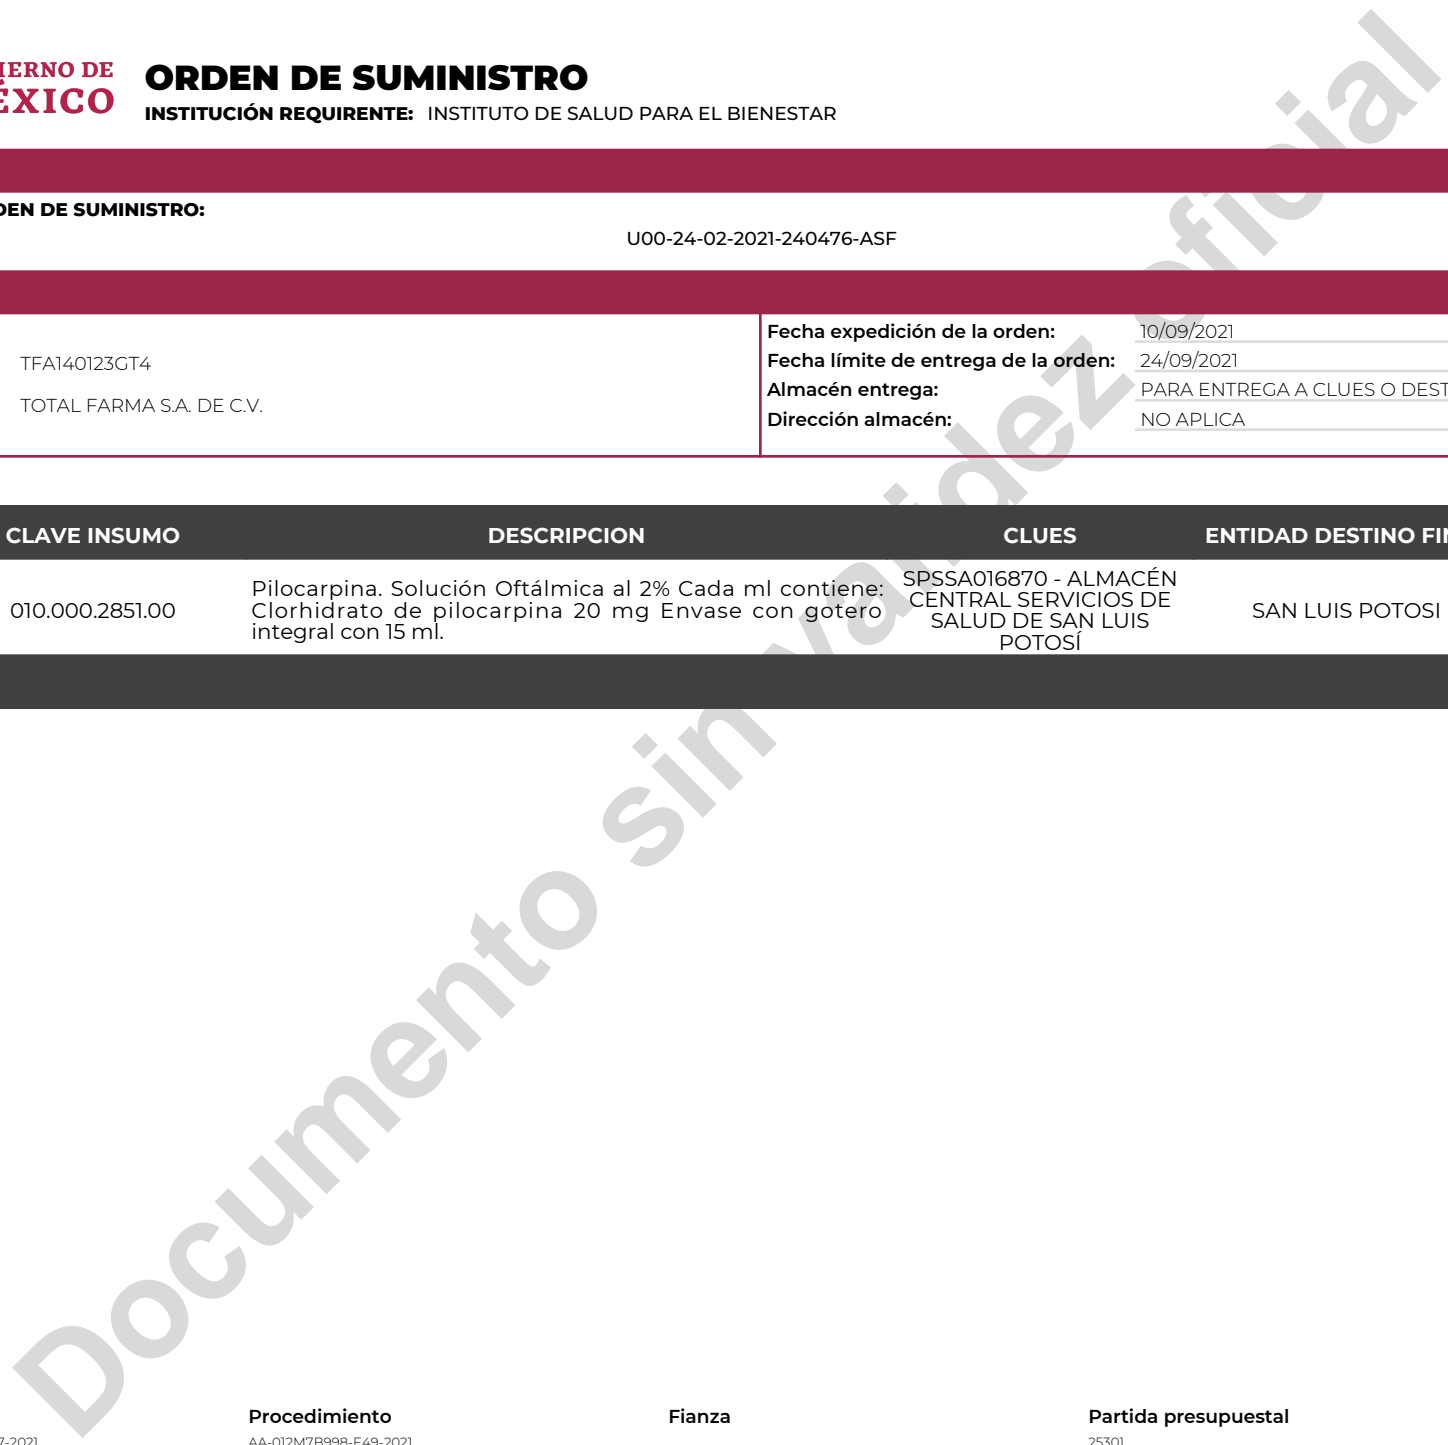 ORDEN DE SUMINISTRO
INSTITUCIÓN REQUIRENTE: INSTITUTO DE SALUD PARA EL BIENESTAR
IERNO DE
ÉXICO
DEN DE SUMINISTRO:
U00-24-02-2021-240476-ASF
TFA140123GT4
TOTAL FARMA S.A. DE C.V.
Fecha expedición de la orden: 10/09/2021
Fecha límite de entrega de la orden: 24/09/2021
Almacén entrega: PARA ENTREGA A CLUES O DEST
Dirección almacén: NO APLICA
CLAVE INSUMO DESCRIPCION CLUES ENTIDAD DESTINO FIN
010.000.2851.00
Pilocarpina. Solución Oftálmica al 2% Cada ml contiene:
Clorhidrato de pilocarpina 20 mg Envase con gotero
integral con 15 ml.
SPSSA016870 - ALMACÉN
CENTRAL SERVICIOS DE
SALUD DE SAN LUIS
POTOSÍ
SAN LUIS POTOSI
Documento sin validez oficial
Procedimiento Fianza Partida presupuestal
7-2021 AA-012M7B998-E49-2021 25301